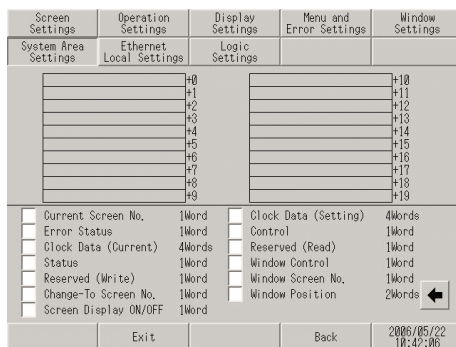 Screen Settings
Operation Settings
Display Settings
Menu and Error Settings
Window Settings
System Area Settings
Ethernet Local Settings
Logic Settings
+0
+1
+2
+3
+4
+5
+6
+7
+8
+9
+10
+11
+12
+13
+14
+15
+16
+17
+18
+19
Current Screen No. 1Word
Error Status 1Word
Clock Data (Current) 4Words
Status 1Word
Reserved (Write) 1Word
Change-To Screen No. 1Word
Screen Display ON/OFF 1Word
Clock Data (Setting) 4Words
Control 1Word
Reserved (Read) 1Word
Window Control 1Word
Window Screen No. 1Word
Window Position 2Words
Exit
Back
2006/05/22
10:42:06